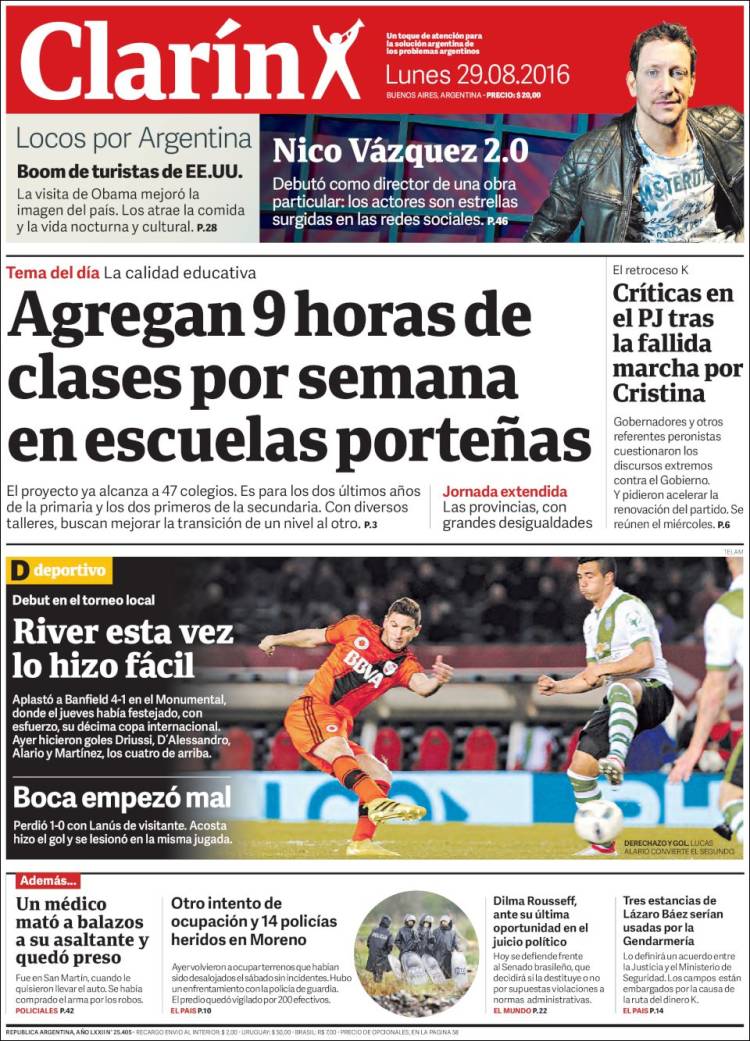 Clarín
Un toque de atención para
la solución argentina de
los problemas argentinos
Lunes 29.08.2016
BUENOS AIRES, ARGENTINA - PRECIO: $ 20,00
Locos por Argentina
Boom de turistas de EE.UU.
La visita de Obama mejoró la
imagen del país. Los atrae la comida
y la vida nocturna y cultural. P.28
Nico Vázquez 2.0
Debutó como director de una obra
particular: los actores son estrellas
surgidas en las redes sociales. P.46
AMSTERDAM
Tema del día La calidad educativa
Agregan 9 horas de
clases por semana
en escuelas porteñas
El proyecto ya alcanza a 47 colegios. Es para los dos últimos años
de la primaria y los dos primeros de la secundaria. Con diversos
talleres, buscan mejorar la transición de un nivel al otro. P.3
Jornada extendida
Las provincias, con
grandes desigualdades
El retroceso K
Críticas en
el PJ tras
la fallida
marcha por
Cristina
Gobernadores y otros
referentes peronistas
cuestionaron los
discursos extremos
contra el Gobierno.
Y pidieron acelerar la
renovación del partido. Se
reúnen el miércoles. P.6
TELAM
D deportivo
Debut en el torneo local
River esta vez
lo hizo fácil
Aplastó a Banfield 4-1 en el Monumental,
donde el jueves había festejado, con
esfuerzo, su décima copa internacional.
Ayer hicieron goles Driussi, D´Alessandro,
Alario y Martínez, los cuatro de arriba.
Boca empezó mal
Perdió 1-0 con Lanús de visitante. Acosta
hizo el gol y se lesionó en la misma jugada.
BBVA
DERECHAZO Y GOL. LUCAS
ALARIO CONVIERTE EL SEGUNDO
Además...
Un médico
mató a balazos
a su asaltante y
quedó preso
Fue en San Martín, cuando le
quisieron llevar el auto. Se había
comprado el arma por los robos.
POLICIALES P.42
Otro intento de
ocupación y 14 policías
heridos en Moreno
Ayer volvieron a ocupar terrenos que habían
sido desalojados el sábado sin incidentes. Hubo
un enfrentamiento con la policía de guardia.
El predio quedó vigilado por 200 efectivos.
EL PAIS P.10
Dilma Rousseff,
ante su última
oportunidad en el
juicio político
Hoy se defiende frente
al Senado brasileño, que
decidirá si la destituye o no
por supuestas violaciones a
normas administrativas.
EL MUNDO P.22
Tres estancias de
Lázaro Báez serían
usadas por la
Gendarmería
Lo definirá un acuerdo entre
la Justicia y el Ministerio de
Seguridad. Los campos están
embargados por la causa de
la ruta del dinero K.
EL PAIS P.14
REPUBLICA ARGENTINA, AÑO LXXII N° 25.405 - RECARGO ENVIO AL INTERIOR: $ 2,00 - URUGUAY: $ 50,00 - BRASIL: R$ 7,00 - PRECIO DE OPCIONALES, EN LA PAGINA 58